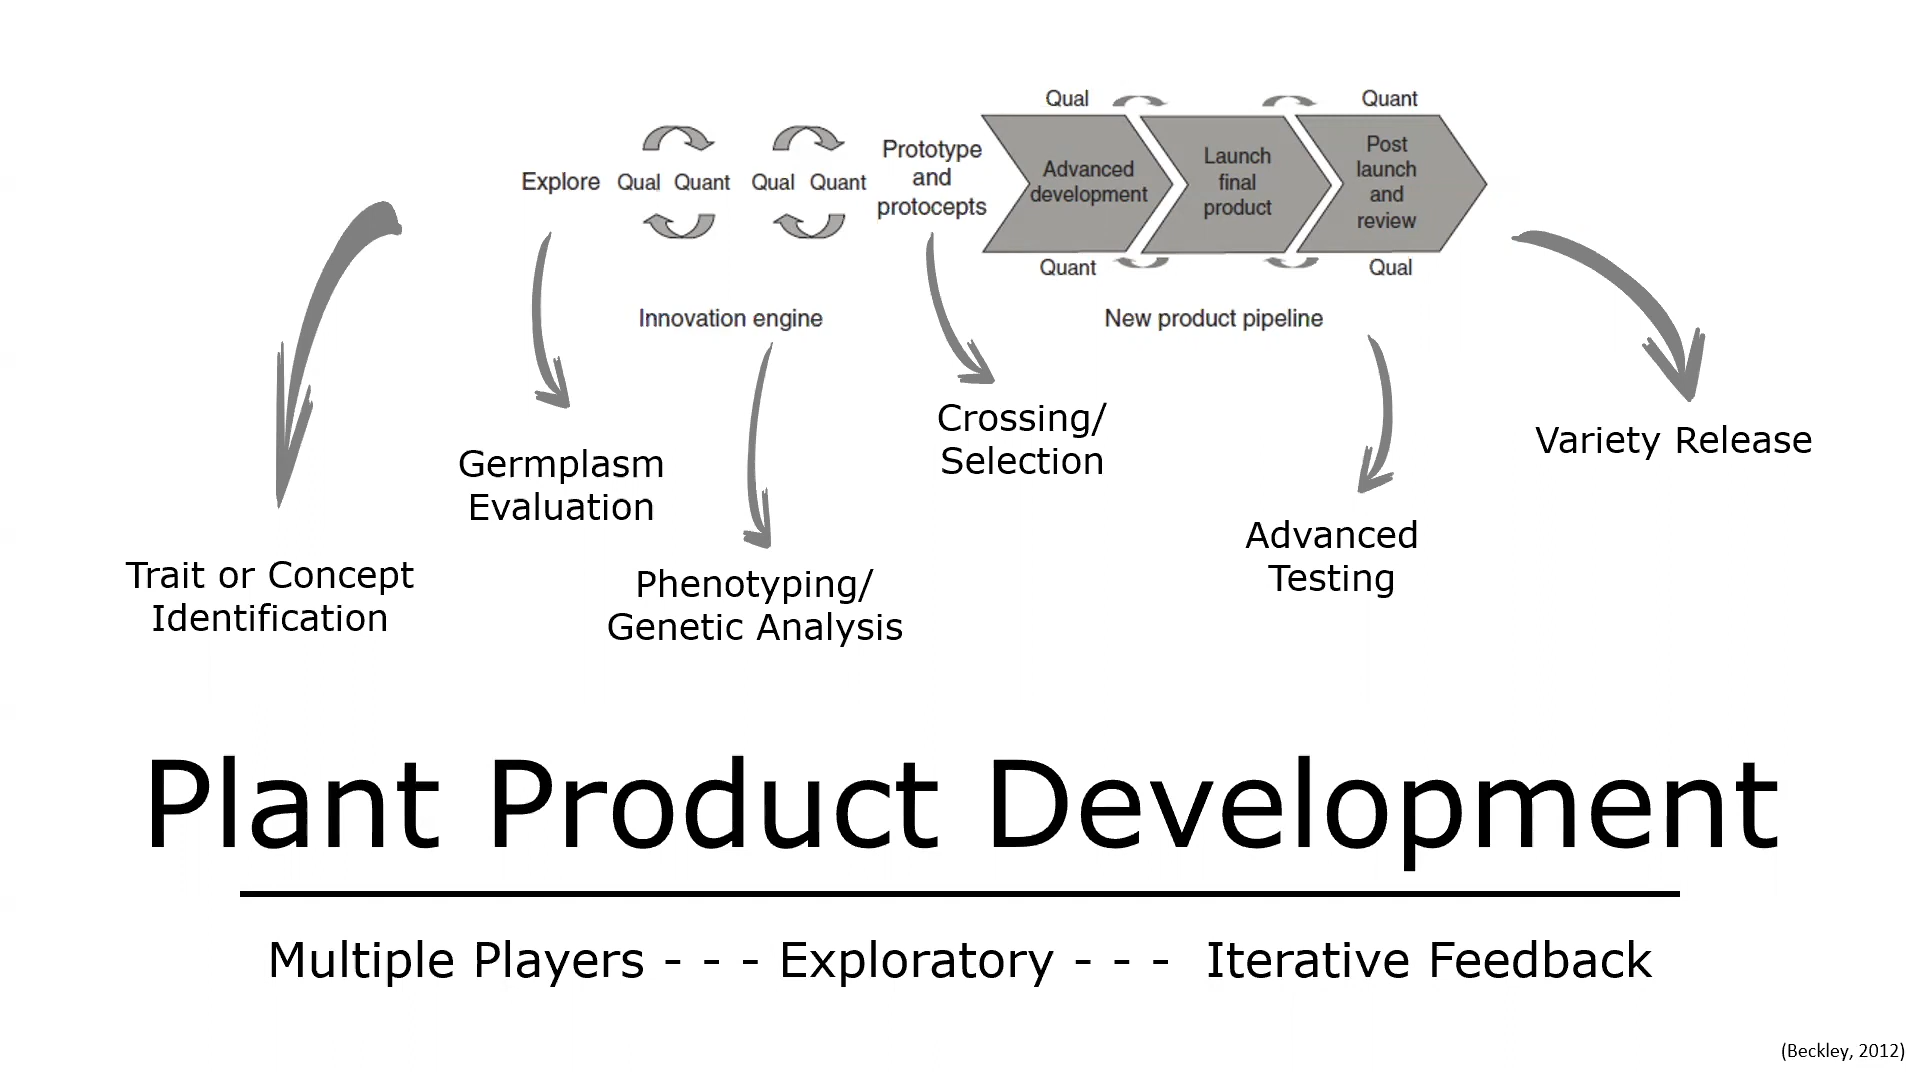 Qual
Quant
Explore
Qual Quant
Qual Quant
Prototype
and
protocepts
Advanced
development
Launch
final
product
Post
launch
and
review
Quant
Qual
Innovation engine
New product pipeline
Trait or Concept
Identification
Germplasm
Evaluation
Phenotyping/
Genetic Analysis
Crossing/
Selection
Advanced
Testing
Variety Release
Plant Product Development
Multiple Players - - - Exploratory - - - Iterative Feedback
(Beckley, 2012)